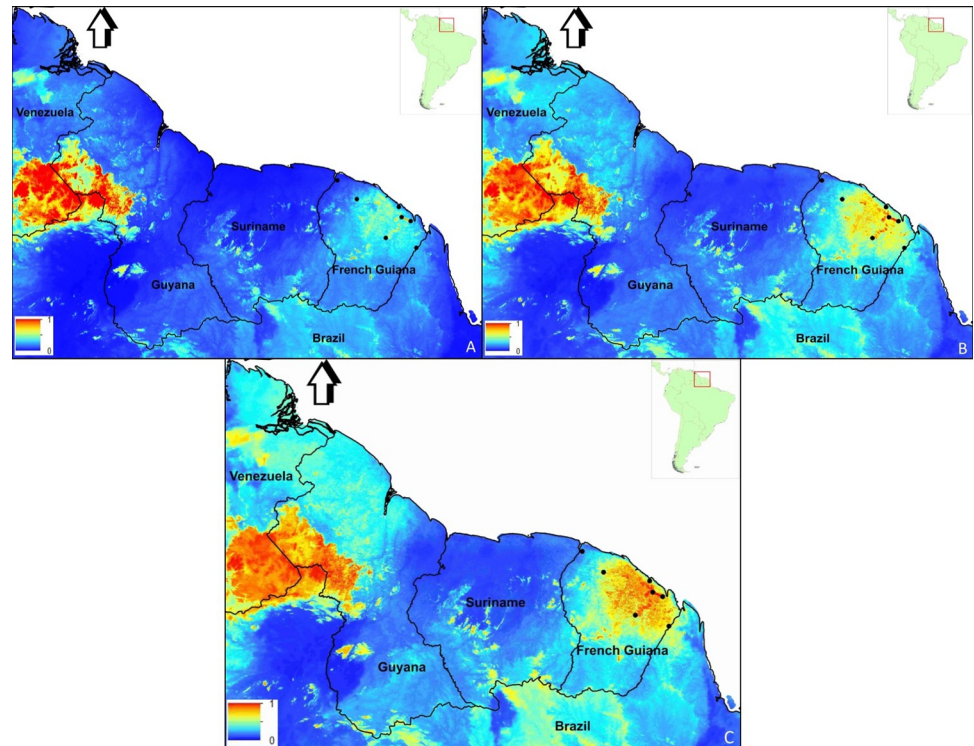 Venezuela
Suriname
French Guiana
Guyana
Brazil
1
0
A
Venezuela
Suriname
French Guiana
Guyana
Brazil
1
0
B
Venezuela
Suriname
French Guiana
Guyana
Brazil
1
0
C